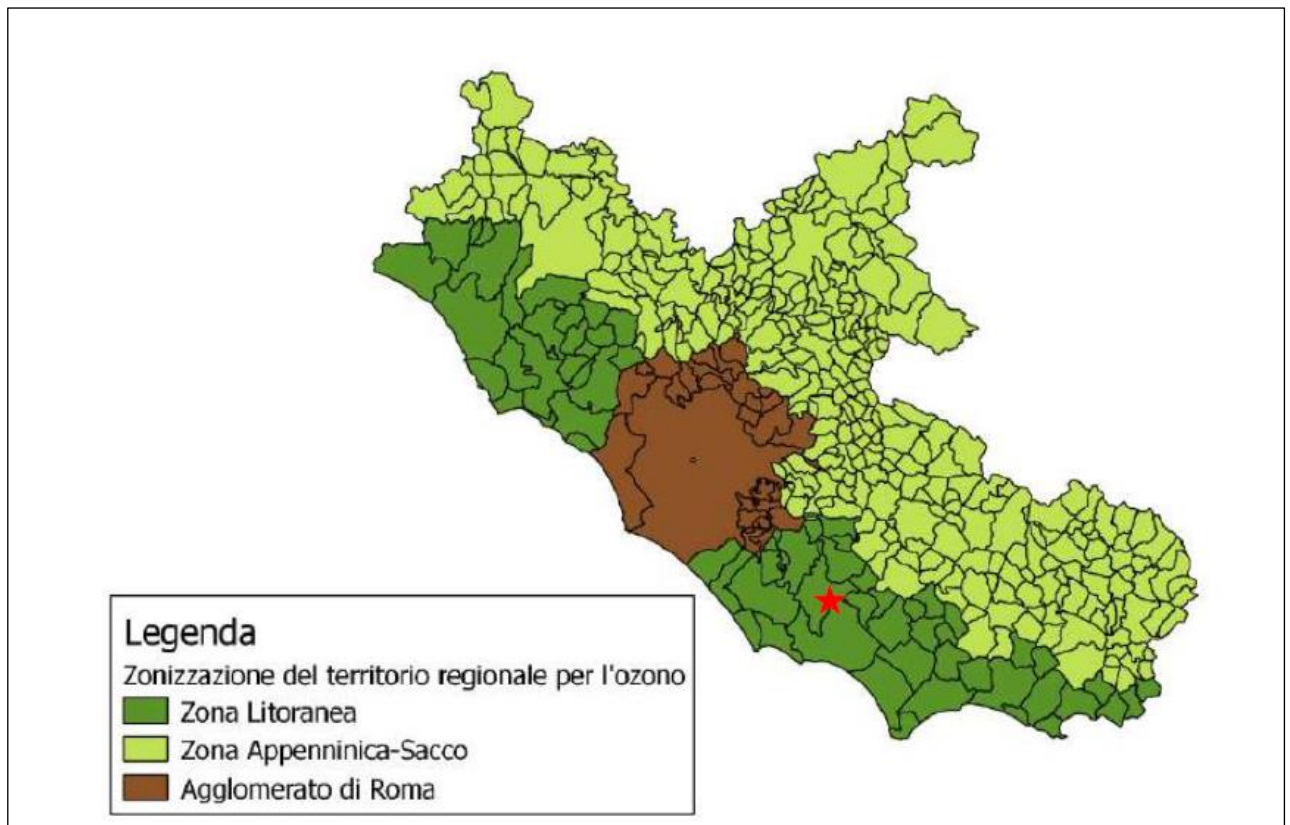 Legenda
Zonizzazione del territorio regionale per l'ozono
Zona Litoranea
Zona Appenninica-Sacco
Agglomerato di Roma